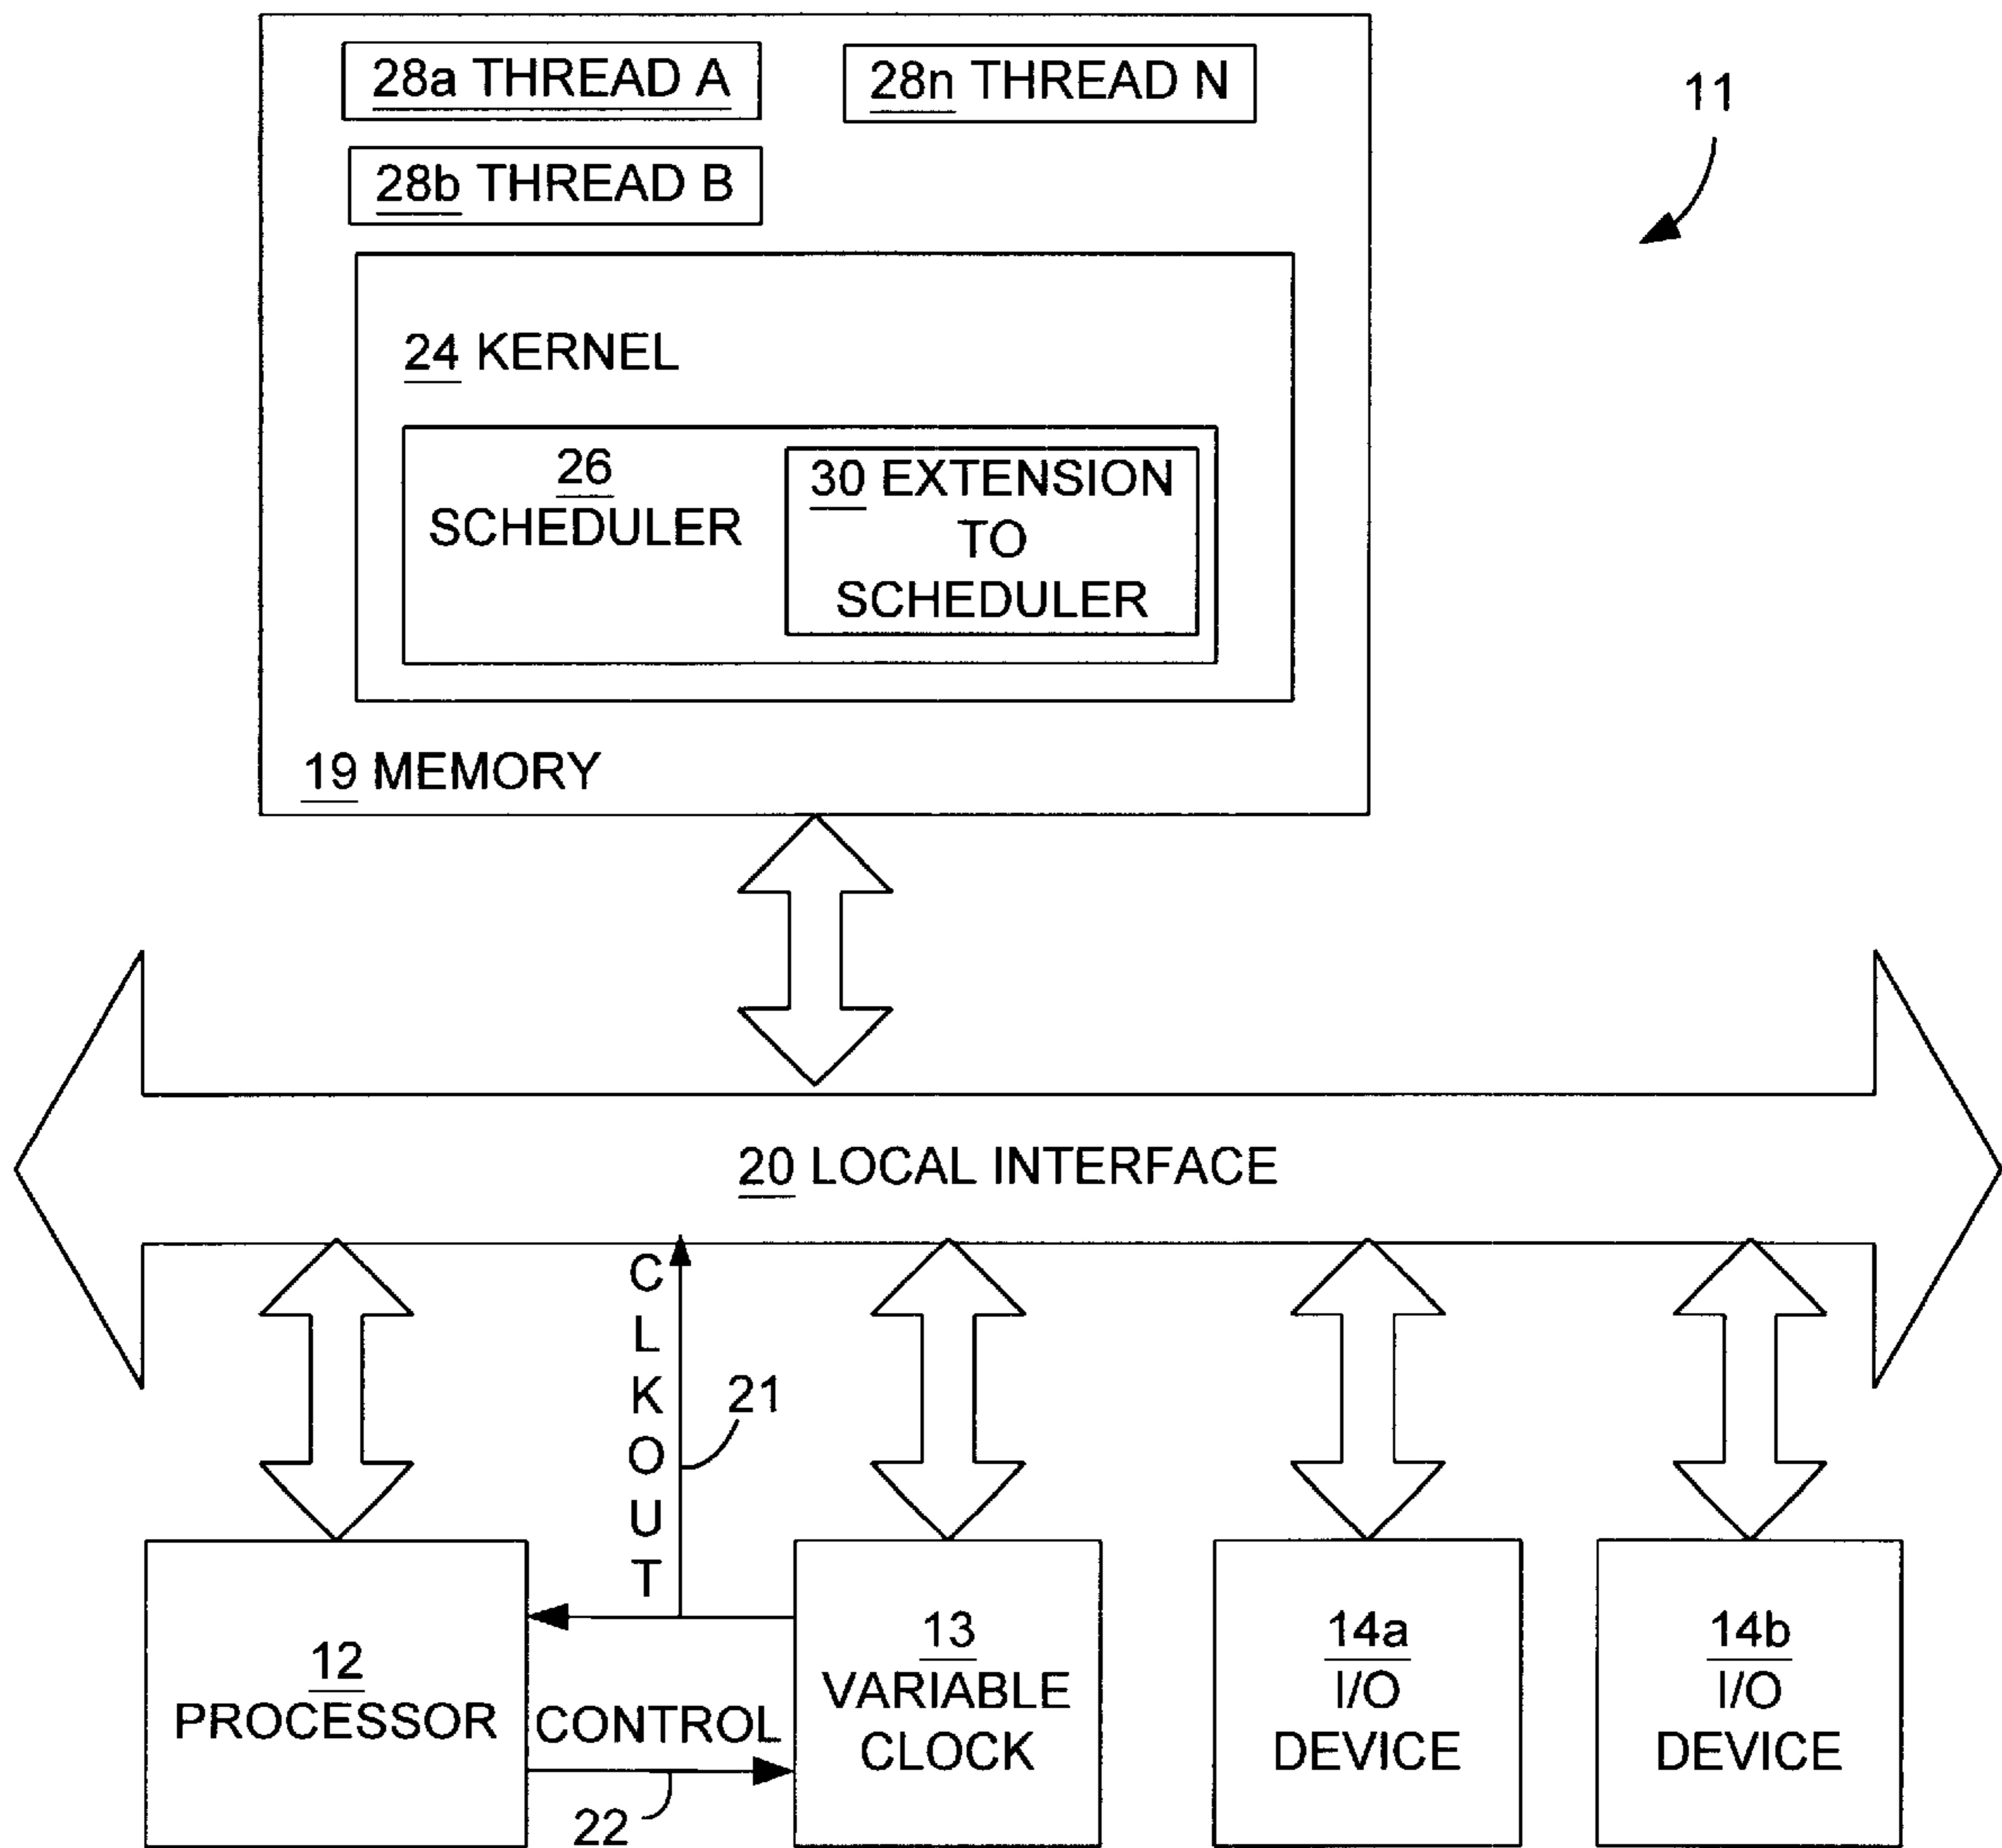 28a THREAD A
28n THREAD N
11
28b THREAD B
24 KERNEL
26
SCHEDULER
30 EXTENSION
TO
SCHEDULER
19 MEMORY
20 LOCAL INTERFACE
CLKOUT
21
12
PROCESSOR
CONTROL
22
13
VARIABLE
CLOCK
14a
I/O
DEVICE
14b
I/O
DEVICE